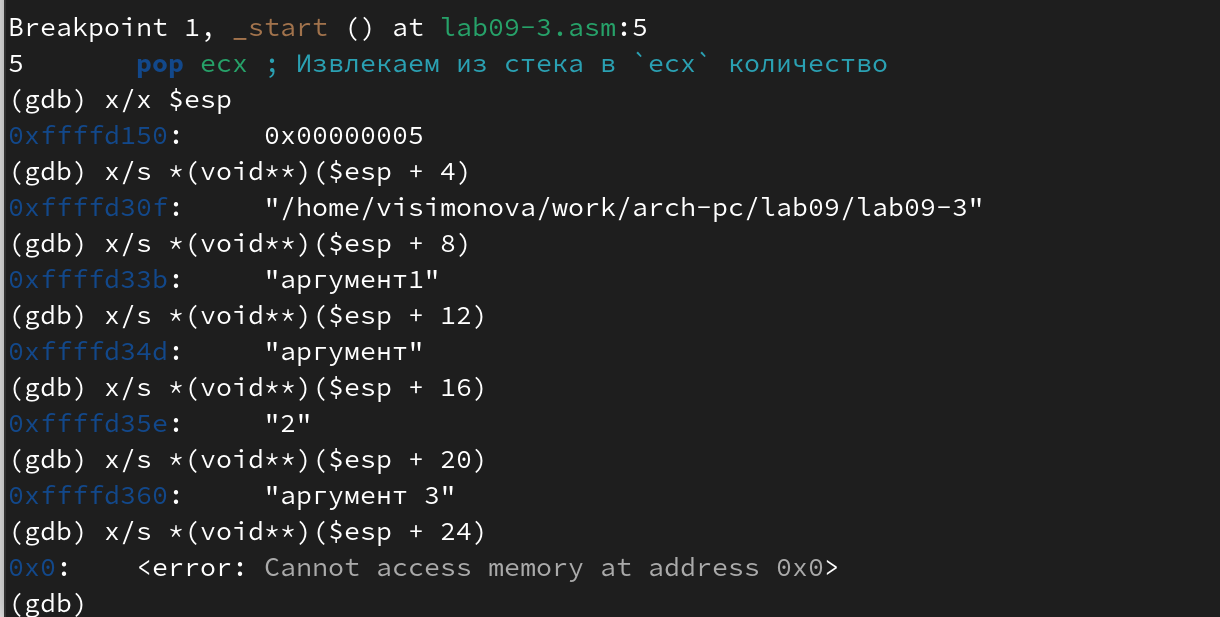 Breakpoint 1, _start () at lab09-3.asm:5
5       pop ecx ; Извлекаем из стека в `ecx` количество
(gdb) x/x $esp
0xffffd150:     0x00000005
(gdb) x/s *(void**)($esp + 4)
0xffffd30f:     "/home/visimonova/work/arch-pc/lab09/lab09-3"
(gdb) x/s *(void**)($esp + 8)
0xffffd33b:     "аргумент1"
(gdb) x/s *(void**)($esp + 12)
0xffffd34d:     "аргумент"
(gdb) x/s *(void**)($esp + 16)
0xffffd35e:     "2"
(gdb) x/s *(void**)($esp + 20)
0xffffd360:     "аргумент 3"
(gdb) x/s *(void**)($esp + 24)
0x0:    <error: Cannot access memory at address 0x0>
(gdb)